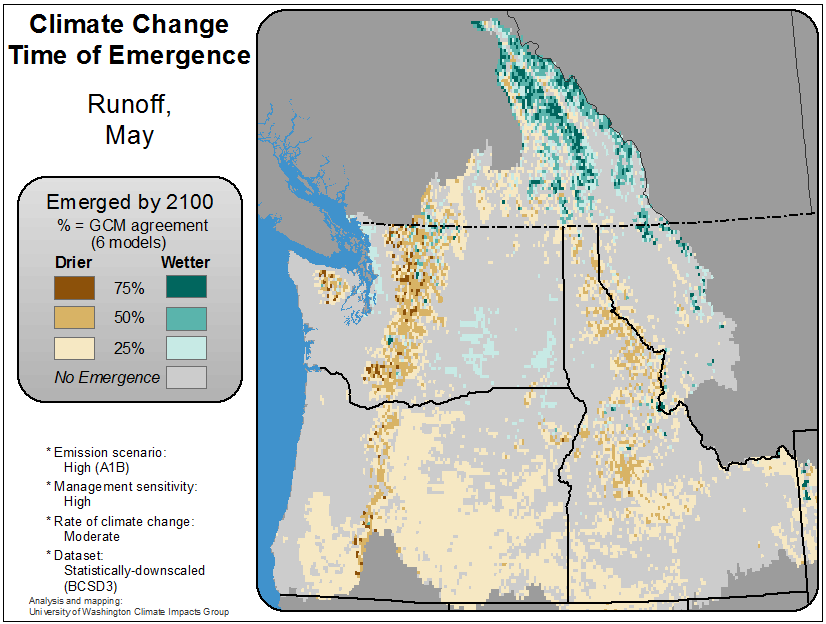 Climate Change
Time of Emergence
Runoff,
May
Emerged by 2100
% = GCM agreement
(6 models)
Drier Wetter
75%
50%
25%
No Emergence
* Emission scenario:
High (A1B)
* Management sensitivity:
High
* Rate of climate change:
Moderate
* Dataset:
Statistically-downscaled
(BCSD3)
Analysis and mapping:
University of Washington Climate Impacts Group